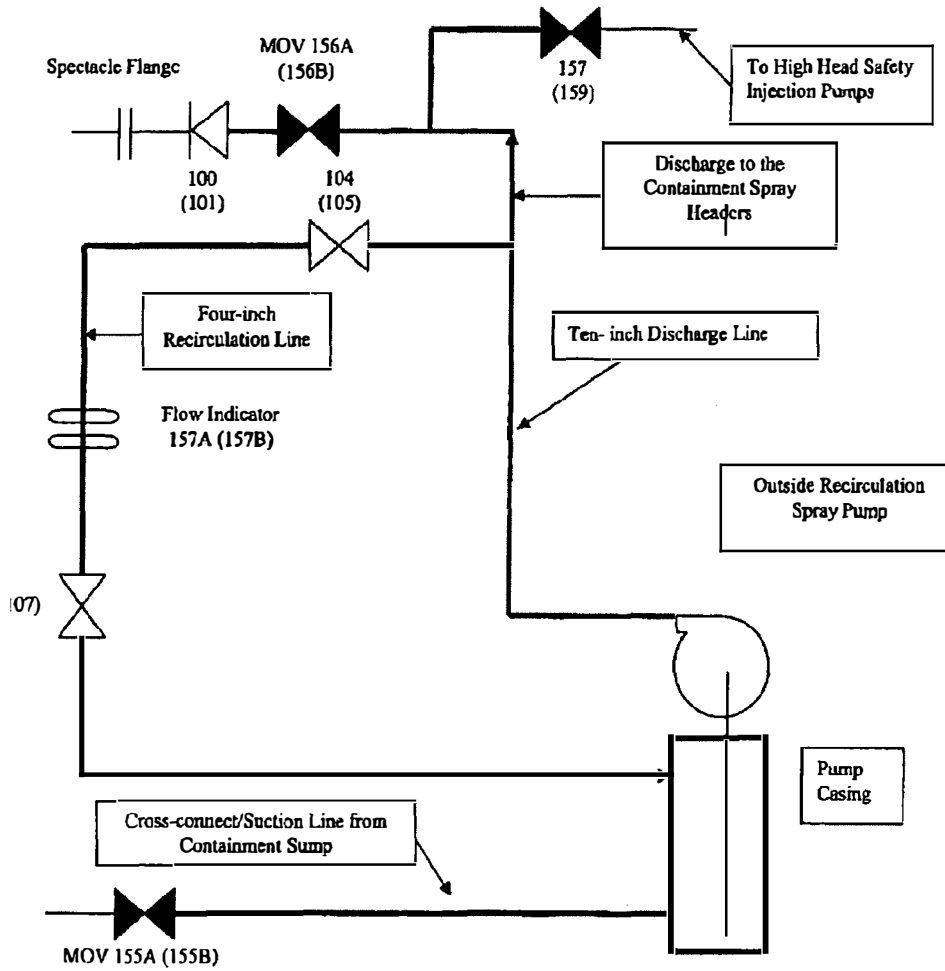 MOV 156A
(156B)
Spectacle Flange
157
(159)
To High Head Safety
Injection Pumps
100
(101)
104
(105)
Discharge to the
Containment Spray
Headers
Four-inch
Recirculation Line
Ten- inch Discharge Line
Flow Indicator
157A (157B)
Outside Recirculation
Spray Pump
107)
Pump
Casing
Cross-connect/Suction Line from
Containment Sump
MOV 155A (155B)